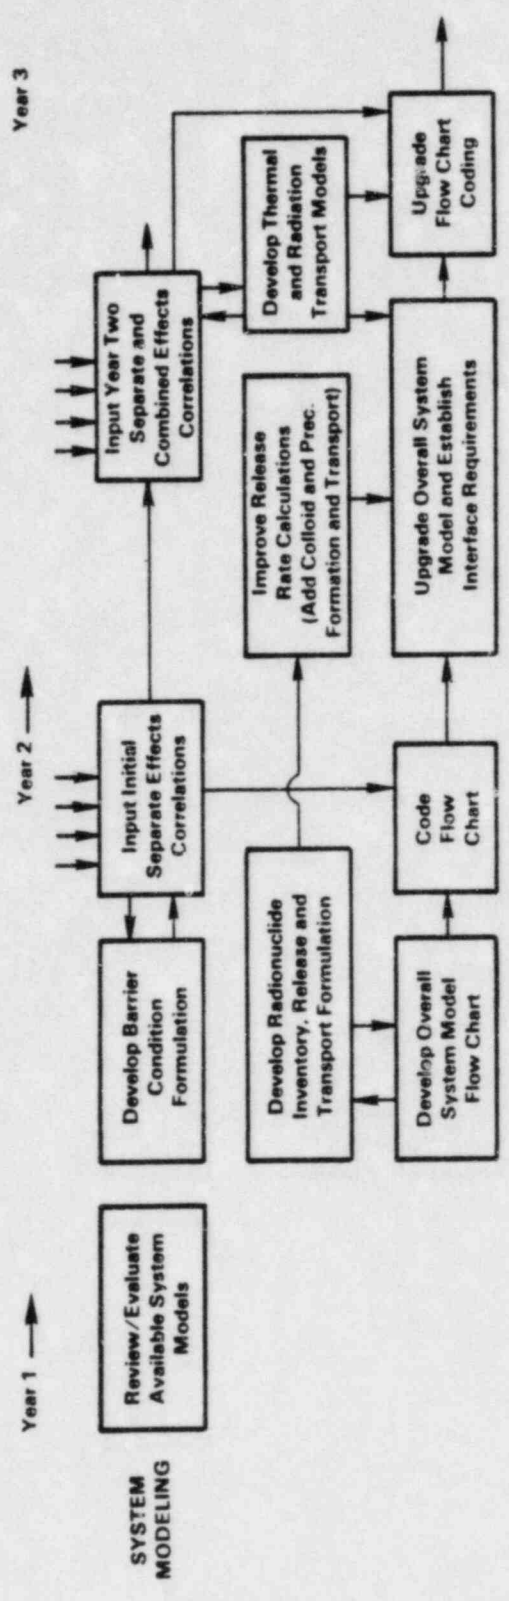 Year 1
Year 2
Year 3
SYSTEM
MODELING
Review/Evaluate
Available System
Models
Develop Barrier
Condition
Formulation
Input Initial
Separate Effects
Correlations
Input Year Two
Separate and
Combined Effects
Correlations
Develop Radionuclide
Inventory, Release and
Transport Formulation
Improve Release
Rate Calculations
(Add Colloid and Prec.
Formation and Transport)
Develop Thermal
and Radiation
Transport Models
Develop Overall
System Model
Flow Chart
Code
Flow
Chart
Upgrade Overall System
Model and Establish
Interface Requirements
Upgrade
Flow Chart
Coding